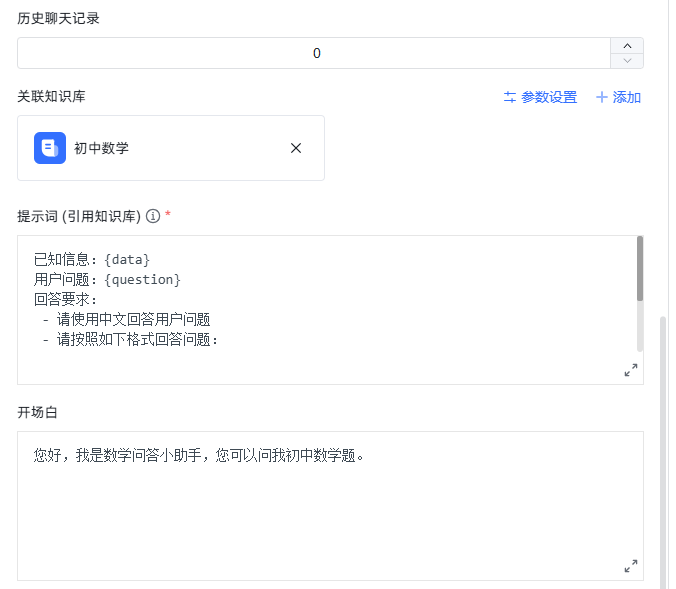 历史聊天记录
0
关联知识库
参数设置 添加
初中数学
提示词 (引用知识库) *
已知信息：{data}
用户问题：{question}
回答要求：
- 请使用中文回答用户问题
- 请按照如下格式回答问题：
开场白
您好，我是数学问答小助手，您可以问我初中数学题。